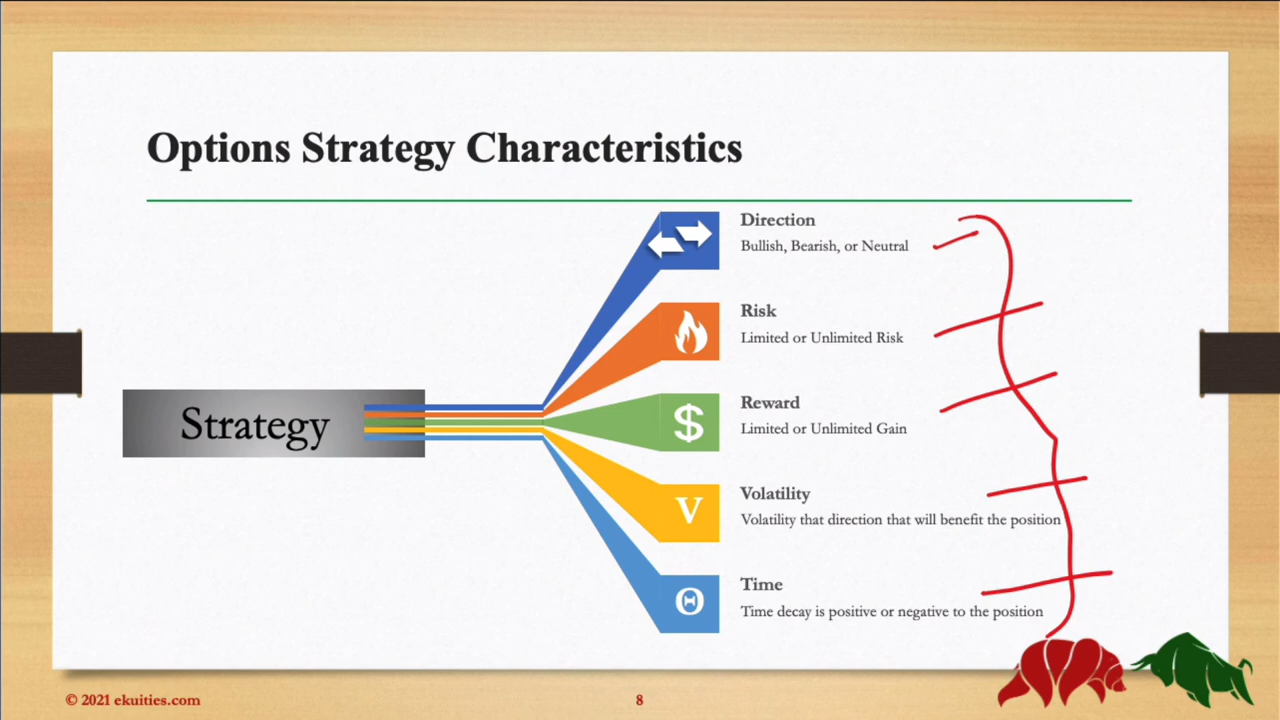 Options Strategy Characteristics
Strategy
Direction
Bullish, Bearish, or Neutral
Risk
Limited or Unlimited Risk
$
Reward
Limited or Unlimited Gain
V
Volatility
Volatility that direction that will benefit the position
Θ
Time
Time decay is positive or negative to the position
© 2021 ekuities.com
8